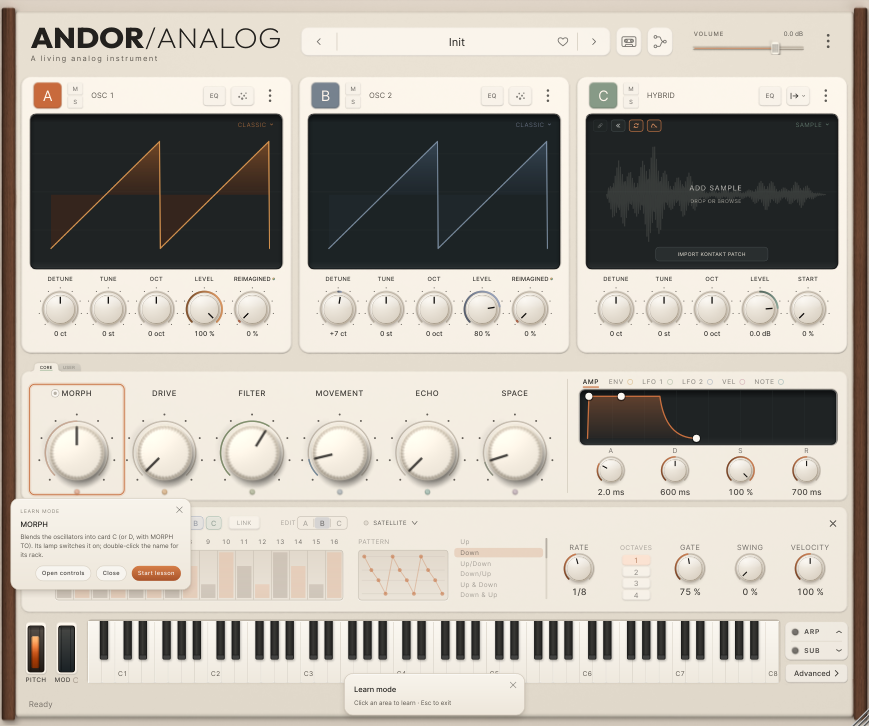 ANDOR/ANALOG
A living analog instrument
Init
VOLUME 0.0 dB
A M S OSC 1 EQ
B M S OSC 2 EQ
C M S HYBRID EQ
CLASSIC
CLASSIC
SAMPLE
ADD SAMPLE
DROP OR BROWSE
IMPORT KONTAKT PATCH
DETUNE TUNE OCT LEVEL REIMAGINED
0 ct 0 st 0 oct 100 % 0 %
DETUNE TUNE OCT LEVEL REIMAGINED
+7 ct 0 st 0 oct 80 % 0 %
DETUNE TUNE OCT LEVEL START
0 ct 0 st 0 oct 0.0 dB 0 %
CORE
MORPH DRIVE FILTER MOVEMENT ECHO SPACE
AMP ENV LFO 1 LFO 2 VEL NOTE
A D S R
2.0 ms 600 ms 100 % 700 ms
LEARN MODE
MORPH
Blends the oscillators into card C (or D, with MORPH
TO). Its lamp switches it on; double-click the name for
its rack.
Open controls Close Start lesson
B C LINK EDIT A B C SATELLITE
8 9 10 11 12 13 14 15 16
PATTERN
Up
Down
Up/Down
Down/Up
Up & Down
Down & Up
RATE OCTAVES GATE SWING VELOCITY
1
2
3
4
1/8 75 % 0 % 100 %
PITCH MOD
C1 C2 C3 C4 C5 C6 C7 C8
ARP
SUB
Advanced
Learn mode
Click an area to learn · Esc to exit
Ready